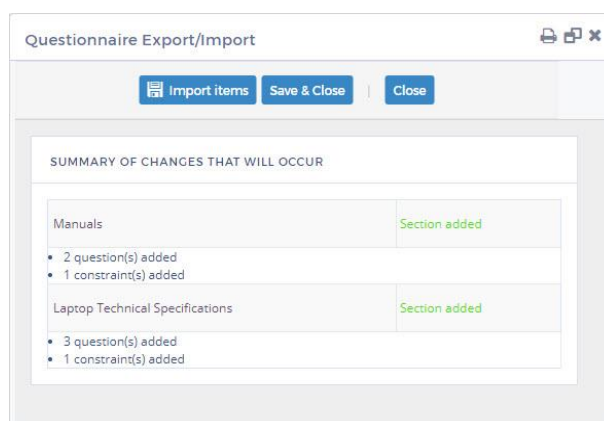 Questionnaire Export/Import
Import items Save & Close | Close
SUMMARY OF CHANGES THAT WILL OCCUR
Manuals Section added
• 2 question(s) added
• 1 constraint(s) added
Laptop Technical Specifications Section added
• 3 question(s) added
• 1 constraint(s) added